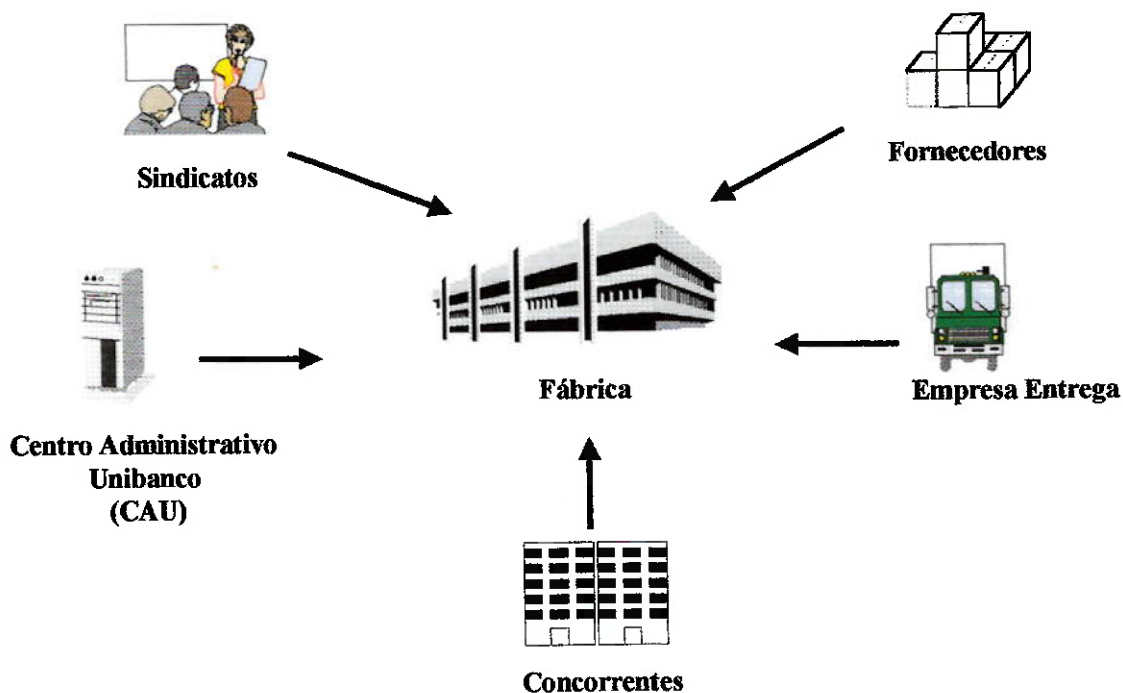 Sindicatos
Fornecedores
Fábrica
Empresa Entrega
Centro Administrativo
Unibanco
(CAU)
Concorrentes